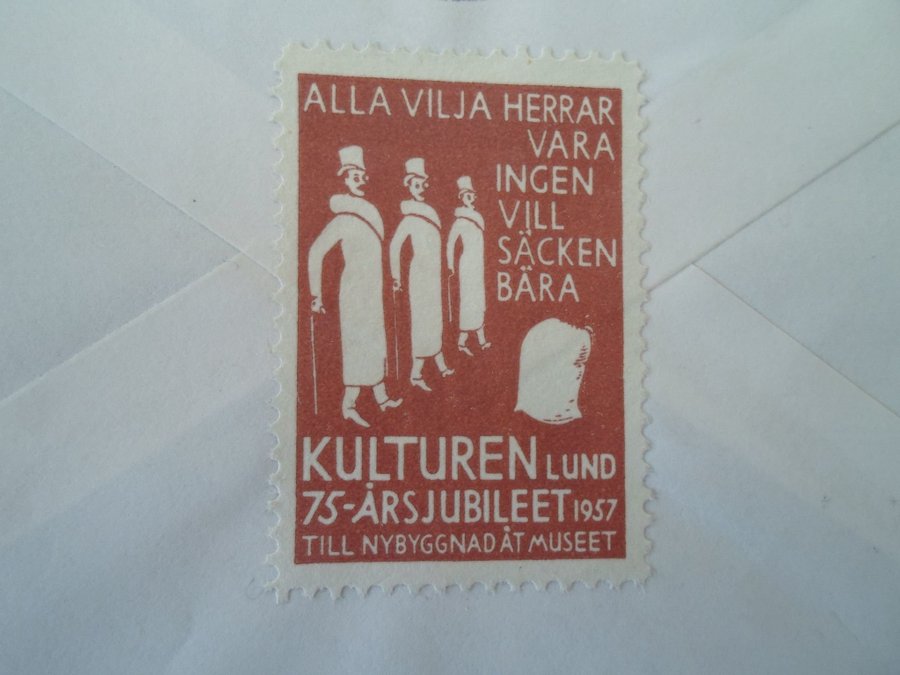 ALLA VILJA HERRAR
VARA
INGEN
VILL
SÄCKEN
BÄRA
KULTUREN LUND
75-ÅRSJUBILEET 1957
TILL NYBYGGNAD ÅT MUSEET